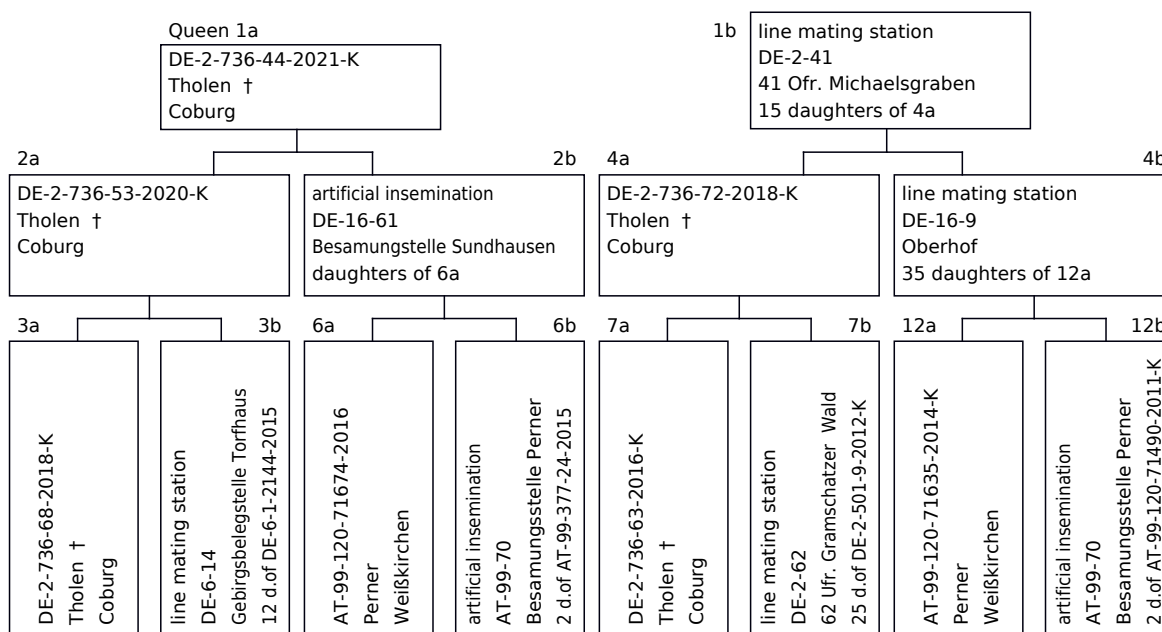 Queen 1a
DE-2-736-44-2021-K
Tholen †
Coburg
1b
line mating station
DE-2-41
41 Ofr. Michaelsgraben
15 daughters of 4a
2a
DE-2-736-53-2020-K
Tholen †
Coburg
2b
artificial insemination
DE-16-61
Besamungstelle Sundhausen
daughters of 6a
4a
DE-2-736-72-2018-K
Tholen †
Coburg
4b
line mating station
DE-16-9
Oberhof
35 daughters of 12a
3a
DE-2-736-68-2018-K
Tholen †
Coburg
3b
line mating station
DE-6-14
Gebirgsbelegstelle Torfhaus
12 d.of DE-6-1-2144-2015
6a
AT-99-120-71674-2016
Perner
Weißkirchen
6b
artificial insemination
AT-99-70
Besamungsstelle Perner
2 d.of AT-99-377-24-2015
7a
DE-2-736-63-2016-K
Tholen †
Coburg
7b
line mating station
DE-2-62
62 Ufr. Gramschatzer Wald
25 d.of DE-2-501-9-2012-K
12a
AT-99-120-71635-2014-K
Perner
Weißkirchen
12b
artificial insemination
AT-99-70
Besamungsstelle Perner
2 d.of AT-99-120-71490-2011-K